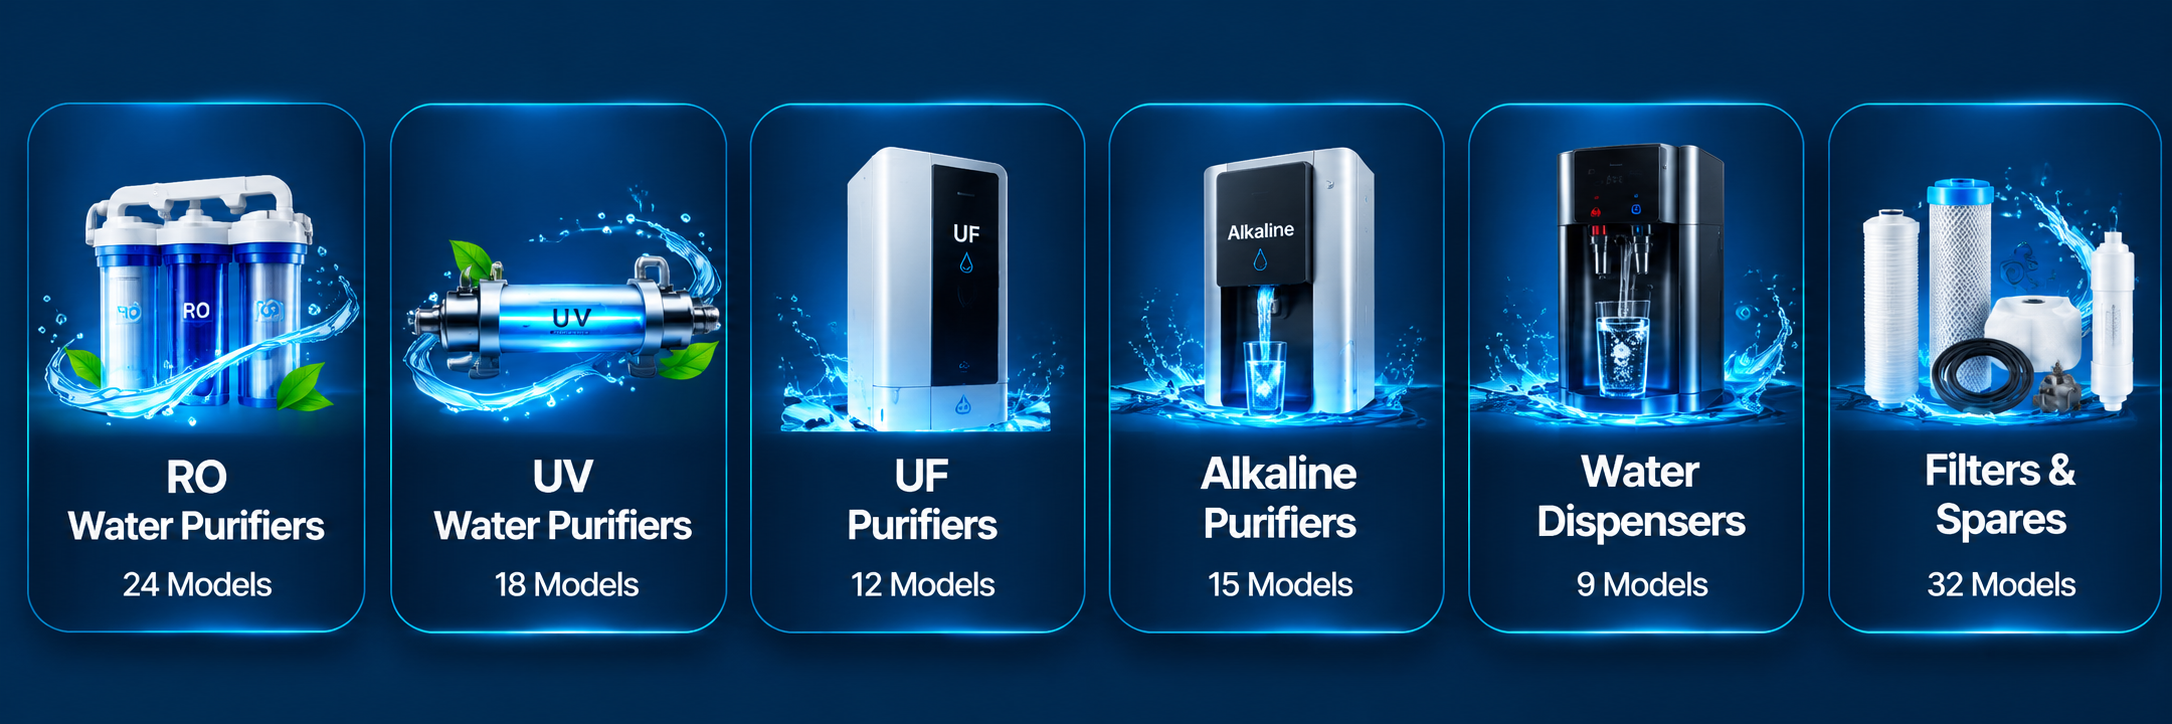 RO
UV
UF
Alkaline
RO
Water Purifiers
24 Models
UV
Water Purifiers
18 Models
UF
Purifiers
12 Models
Alkaline
Purifiers
15 Models
Water
Dispensers
9 Models
Filters &
Spares
32 Models